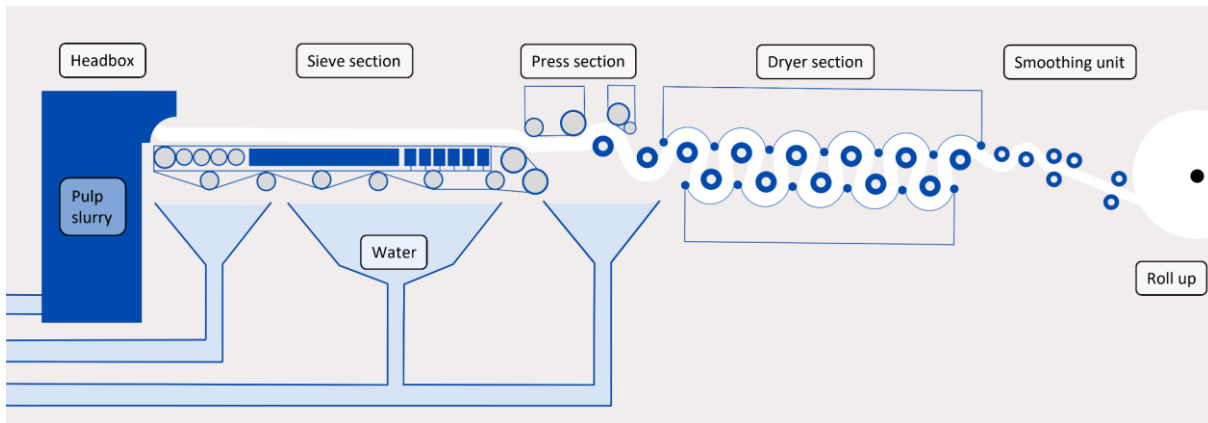 Headbox
Sieve section
Press section
Dryer section
Smoothing unit
Pulp
slurry
Water
Roll up